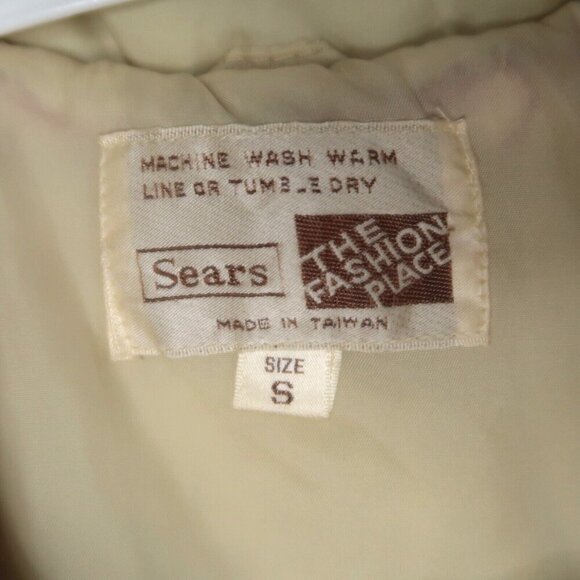 MACHINE WASH WARM
LINE OR TUMBLE DRY
Sears
THE
FASHION
PLACE
MADE IN TAIWAN
SIZE
S